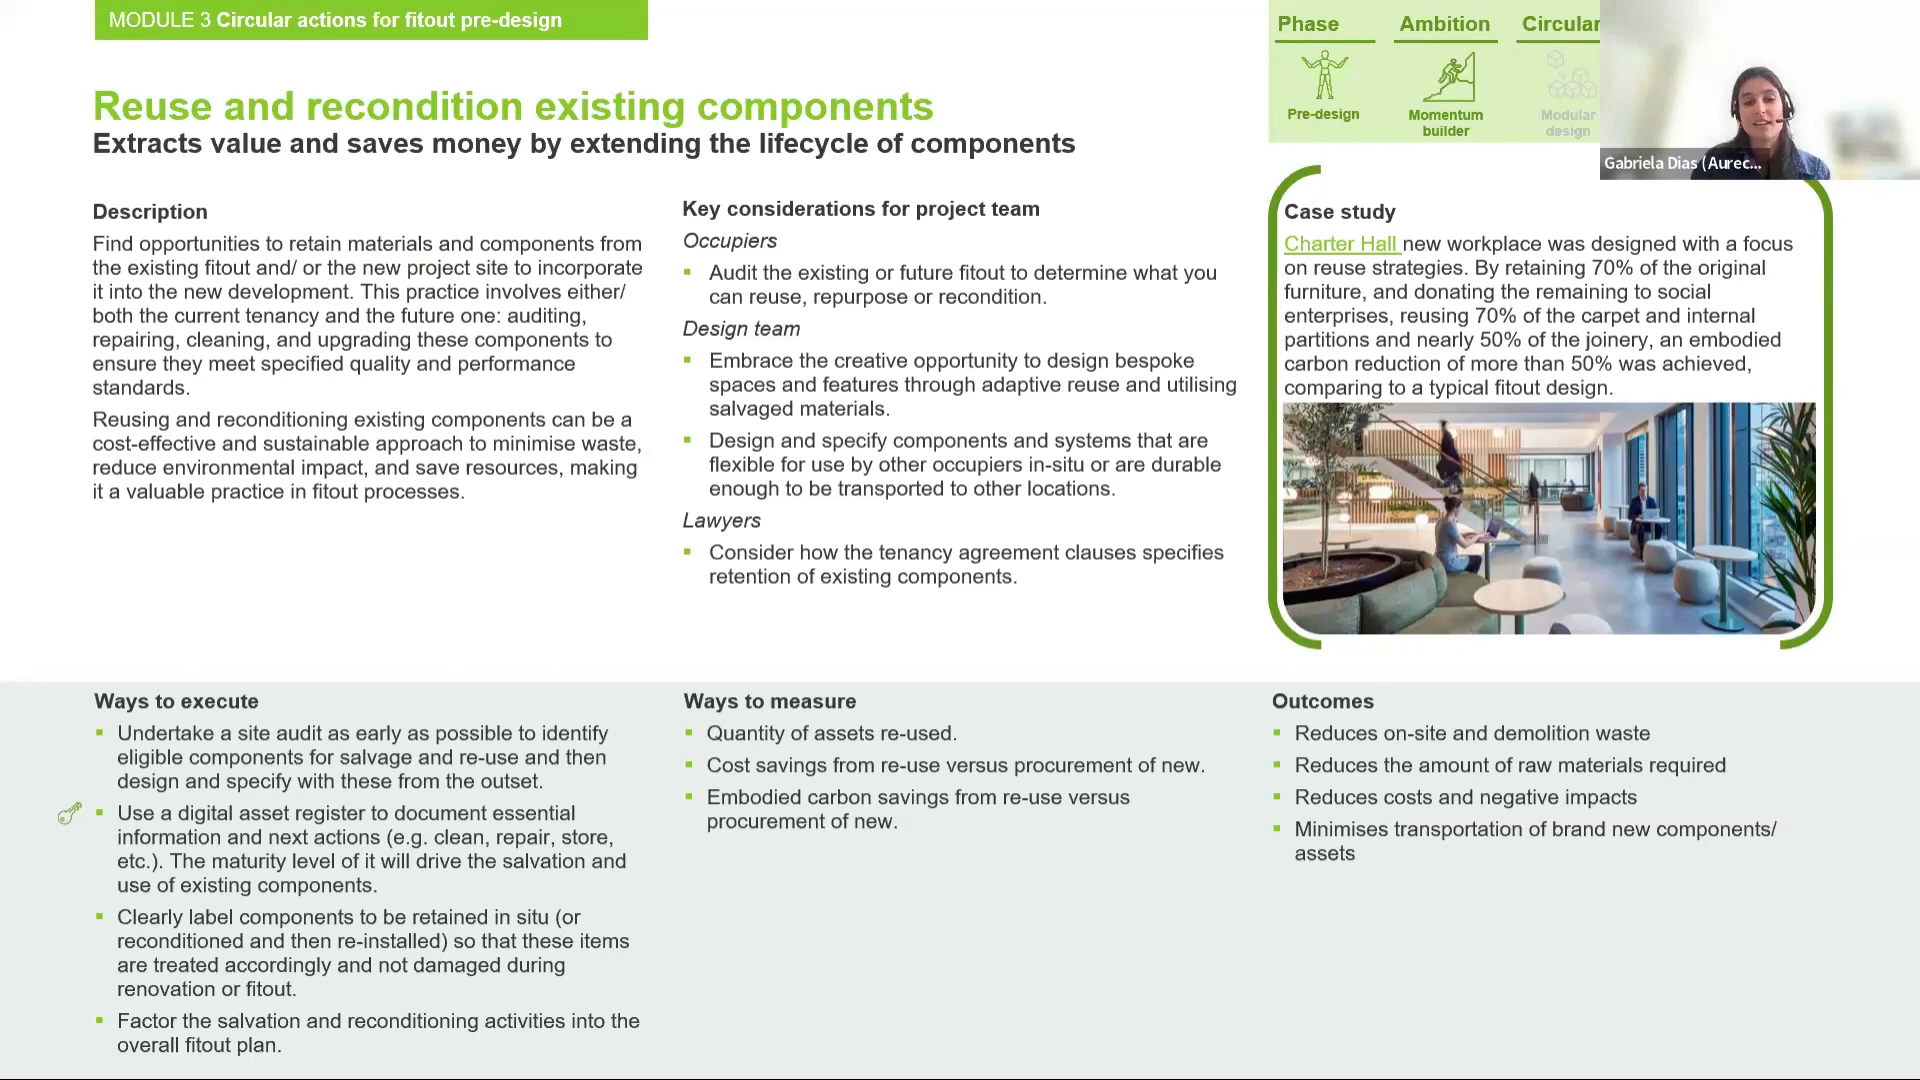 MODULE 3 Circular actions for fitout pre-design
Reuse and recondition existing components
Extracts value and saves money by extending the lifecycle of components
Phase
Ambition
Circular
Pre-design
Momentum
builder
Modular
design
Gabriela Dias (Aurec...
Description
Find opportunities to retain materials and components from
the existing fitout and/ or the new project site to incorporate
it into the new development. This practice involves either/
both the current tenancy and the future one: auditing,
repairing, cleaning, and upgrading these components to
ensure they meet specified quality and performance
standards.
Reusing and reconditioning existing components can be a
cost-effective and sustainable approach to minimise waste,
reduce environmental impact, and save resources, making
it a valuable practice in fitout processes.
Key considerations for project team
Occupiers
▪ Audit the existing or future fitout to determine what you
can reuse, repurpose or recondition.
Design team
▪ Embrace the creative opportunity to design bespoke
spaces and features through adaptive reuse and utilising
salvaged materials.
▪ Design and specify components and systems that are
flexible for use by other occupiers in-situ or are durable
enough to be transported to other locations.
Lawyers
▪ Consider how the tenancy agreement clauses specifies
retention of existing components.
Case study
Charter Hall new workplace was designed with a focus
on reuse strategies. By retaining 70% of the original
furniture, and donating the remaining to social
enterprises, reusing 70% of the carpet and internal
partitions and nearly 50% of the joinery, an embodied
carbon reduction of more than 50% was achieved,
comparing to a typical fitout design.
Ways to execute
▪ Undertake a site audit as early as possible to identify
eligible components for salvage and re-use and then
design and specify with these from the outset.
▪ Use a digital asset register to document essential
information and next actions (e.g. clean, repair, store,
etc.). The maturity level of it will drive the salvation and
use of existing components.
▪ Clearly label components to be retained in situ (or
reconditioned and then re-installed) so that these items
are treated accordingly and not damaged during
renovation or fitout.
▪ Factor the salvation and reconditioning activities into the
overall fitout plan.
Ways to measure
▪ Quantity of assets re-used.
▪ Cost savings from re-use versus procurement of new.
▪ Embodied carbon savings from re-use versus
procurement of new.
Outcomes
▪ Reduces on-site and demolition waste
▪ Reduces the amount of raw materials required
▪ Reduces costs and negative impacts
▪ Minimises transportation of brand new components/
assets